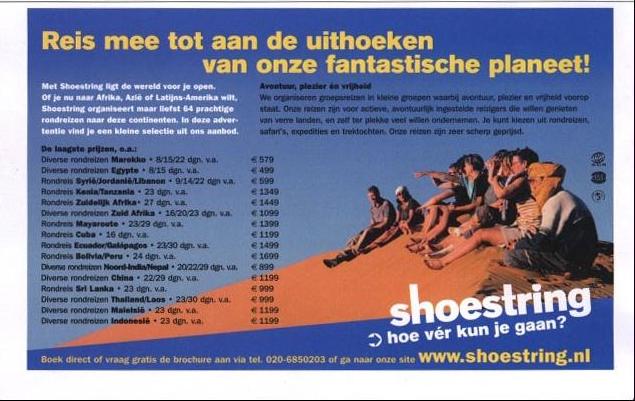 Reis mee tot aan de uithoeken
van onze fantastische planeet!
Met Shoestring ligt de wereld voor je open.
Of je nu naar Afrika, Azië of Latijns-Amerika wilt,
Shoestring organiseert maar liefst 64 prachtige
rondreizen naar deze continenten. In deze adver-
tentie vind je een kleine selectie uit ons aanbod.
Avontuur, plezier én vrijheid
We organiseren groepsreizen in kleine groepen waarbij avontuur, plezier en vrijheid voorop
staat. Onze reizen zijn voor actieve, avontuurlijk ingestelde reizigers die willen genieten
van verre landen, en zelf ter plekke veel willen ondernemen. Je kunt kiezen uit rondreizen,
safari's, expedities en trektochten. Onze reizen zijn zeer scherp geprijsd.
De laagste prijzen, o.a.:
Diverse rondreizen Marokko • 8/15/22 dgn. v.a. € 579
Diverse rondreizen Egypte • 8/15 dgn. v.a. € 499
Rondreis Syrië/Jordanië/Libanon • 9/14/22 dgn v.a. € 599
Rondreis Kenia/Tanzania • 23 dgn. v.a. € 1349
Rondreis Zuidelijk Afrika • 27 dgn. v.a. € 1449
Diverse rondreizen Zuid Afrika • 16/20/23 dgn. v.a. € 1099
Rondreis Mayaroute • 23/29 dgn. v.a. € 1399
Rondreis Cuba • 16 dgn. v.a. € 1199
Rondreis Ecuador/Galápagos • 23/30 dgn. v.a. € 1499
Rondreis Bolivia/Peru • 24 dgn. v.a. € 1699
Diverse rondreizen Noord-India/Nepal • 20/22/29 dgn v.a. € 899
Diverse rondreizen China • 22/29 dgn. v.a. € 1199
Rondreis Sri Lanka • 23 dgn. v.a. € 999
Diverse rondreizen Thailand/Laos • 23/30 dgn. v.a. € 999
Diverse rondreizen Maleisië • 23 dgn. v.a. € 1199
Diverse rondreizen Indonesië • 23 dgn. v.a. € 1199
shoestring
hoe vér kun je gaan?
Boek direct of vraag gratis de brochure aan via tel. 020-6850203 of ga naar onze site www.shoestring.nl